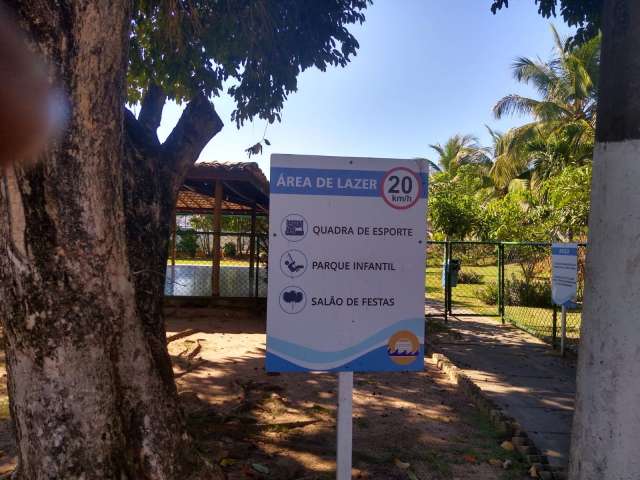 ÁREA DE LAZER
20
km/h
QUADRA DE ESPORTE
PARQUE INFANTIL
SALÃO DE FESTAS